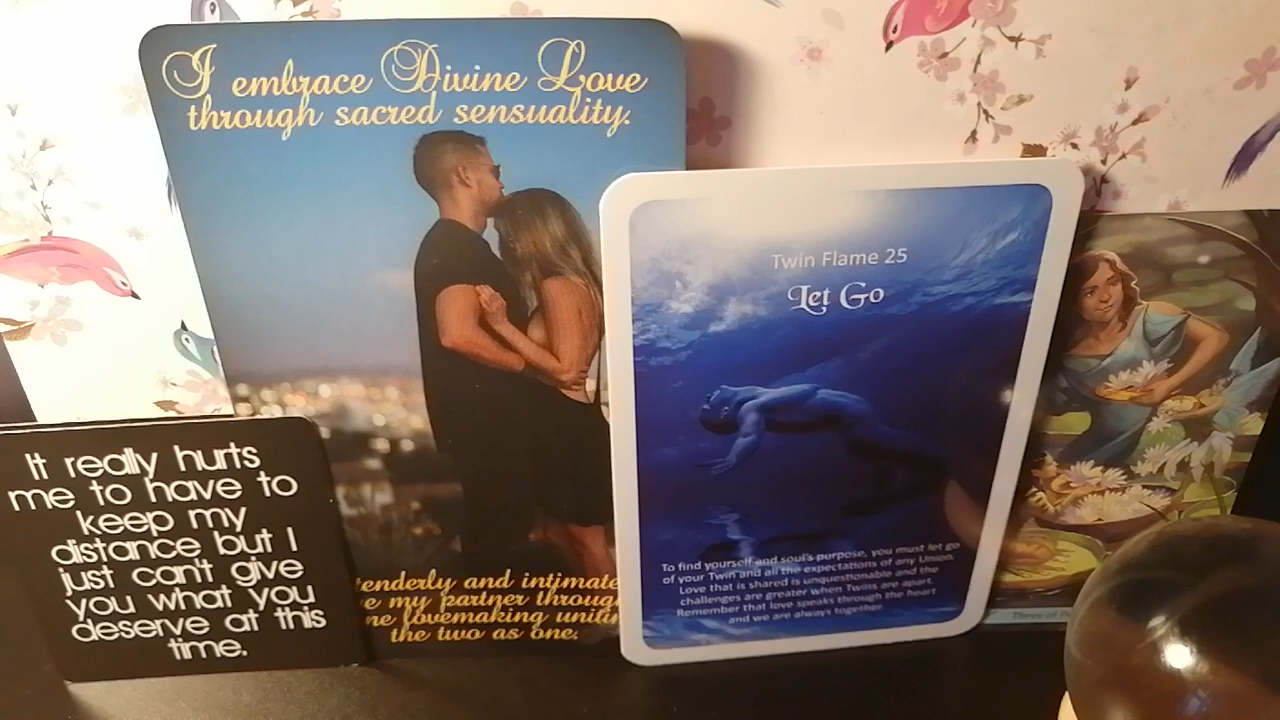 I embrace Divine Love
through sacred sensuality.
tenderly and intimate
my partner through
lovemaking
the two as one.
Twin Flame 25
Let Go
To find yourself and soul's purpose, you must let go
of your Twin and all the expectations of any Union.
Love that is shared is unquestionable and the
challenges are greater when Twins are apart.
Remember that love speaks through the heart
and we are always together.
It really hurts
me to have to
keep my
distance but I
just can't give
you what you
deserve at this
time.
Three of